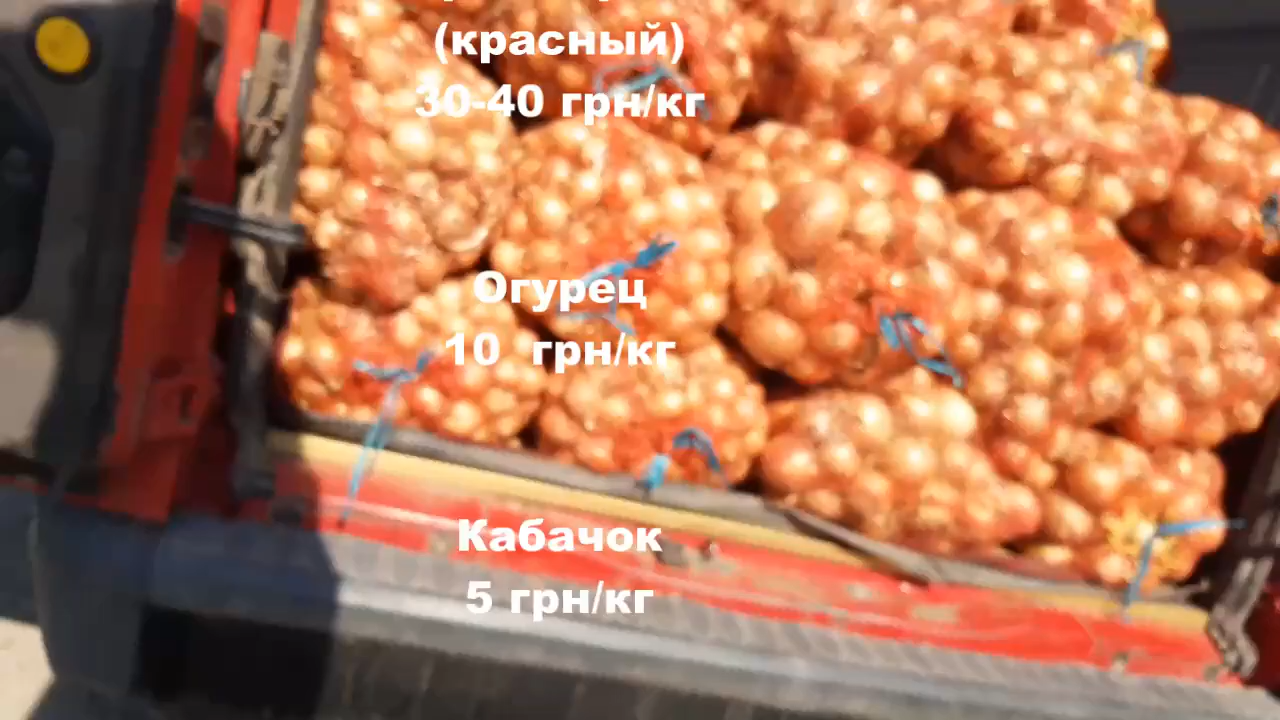 (красный)
30-40 грн/кг
Огурец
10 грн/кг
Кабачок
5 грн/кг